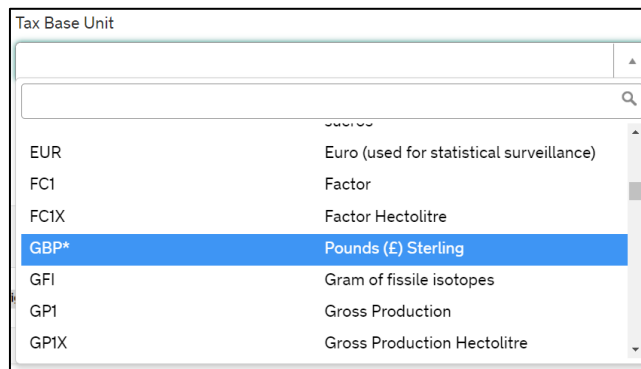 Tax Base Unit
EUR Euro (used for statistical surveillance)
FC1 Factor
FC1X Factor Hectolitre
GBP* Pounds (£) Sterling
GFI Gram of fissile isotopes
GP1 Gross Production
GP1X Gross Production Hectolitre